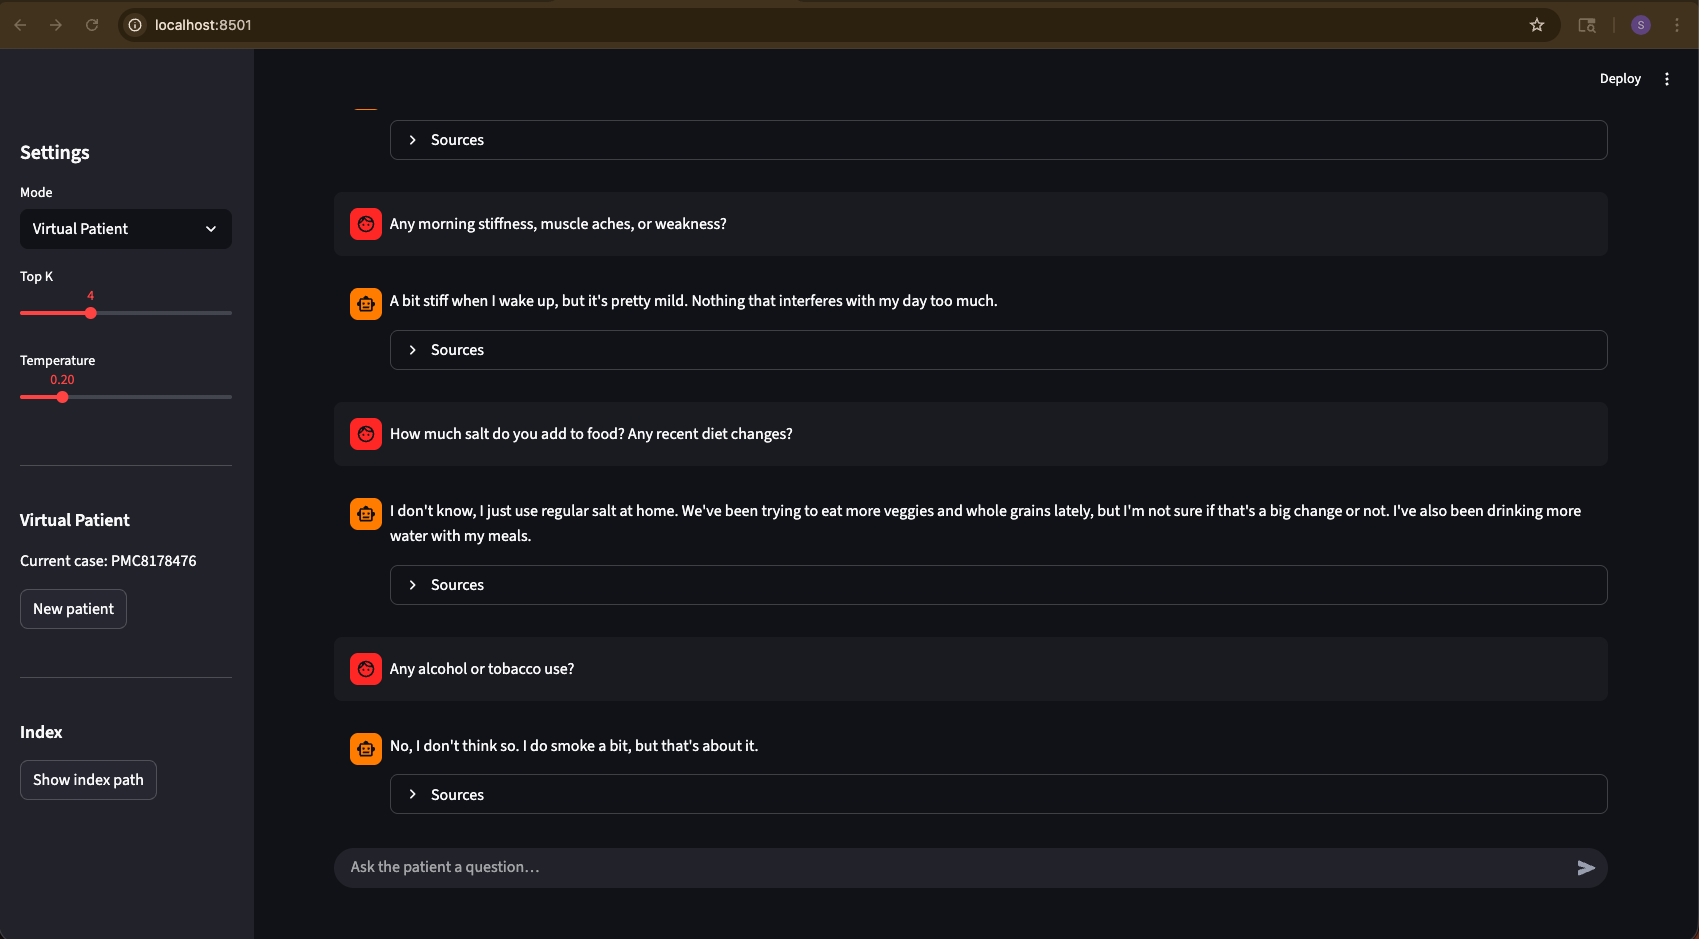 localhost:8501
S
Deploy
Settings
Mode
Virtual Patient
Top K
4
Temperature
0.20
Virtual Patient
Current case: PMC8178476
New patient
Index
Show index path
Sources
Any morning stiffness, muscle aches, or weakness?
A bit stiff when I wake up, but it's pretty mild. Nothing that interferes with my day too much.
Sources
How much salt do you add to food? Any recent diet changes?
I don't know, I just use regular salt at home. We've been trying to eat more veggies and whole grains lately, but I'm not sure if that's a big change or not. I've also been drinking more
water with my meals.
Sources
Any alcohol or tobacco use?
No, I don't think so. I do smoke a bit, but that's about it.
Sources
Ask the patient a question…